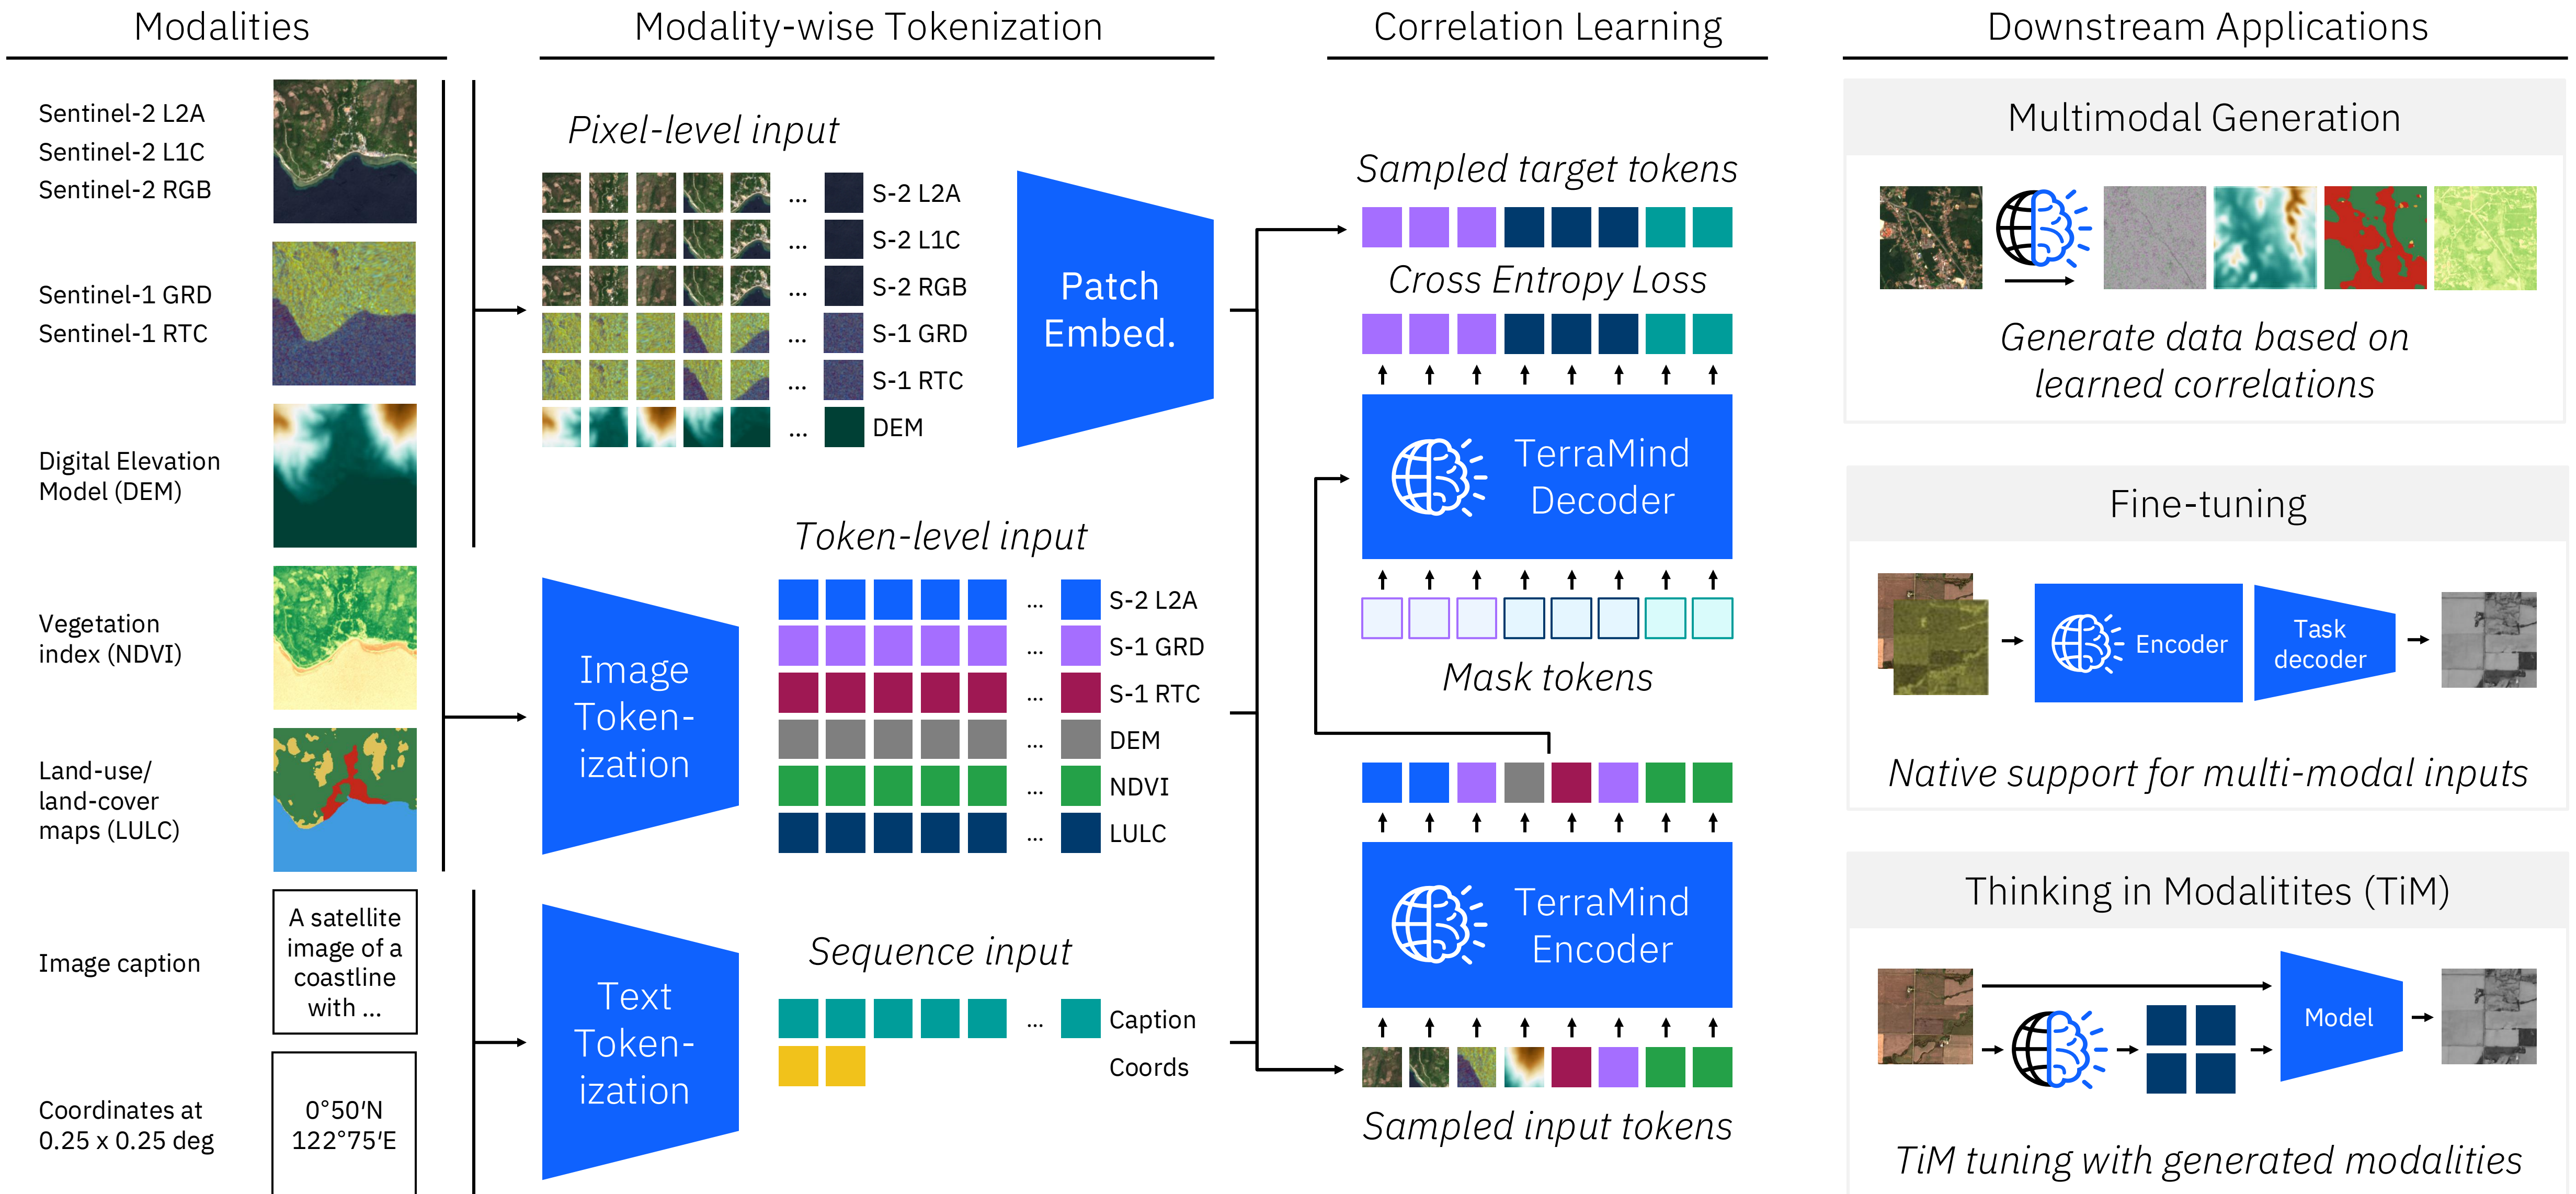 Modalities
Sentinel-2 L2A
Sentinel-2 L1C
Sentinel-2 RGB
Sentinel-1 GRD
Sentinel-1 RTC
Digital Elevation
Model (DEM)
Vegetation
index (NDVI)
Land-use/
land-cover
maps (LULC)
Image caption
A satellite
image of a
coastline
with ...
Coordinates at
0.25 x 0.25 deg
0°50′N
122°75′E
Modality-wise Tokenization
Pixel-level input
... S-2 L2A
... S-2 L1C
... S-2 RGB
... S-1 GRD
... S-1 RTC
... DEM
Patch
Embed.
Token-level input
Image
Token-
ization
... S-2 L2A
... S-1 GRD
... S-1 RTC
... DEM
... NDVI
... LULC
Text
Token-
ization
Sequence input
... Caption
Coords
Correlation Learning
Sampled target tokens
Cross Entropy Loss
TerraMind
Decoder
Mask tokens
TerraMind
Encoder
Sampled input tokens
Downstream Applications
Multimodal Generation
Generate data based on
learned correlations
Fine-tuning
Encoder
Task
decoder
Native support for multi-modal inputs
Thinking in Modalitites (TiM)
Model
TiM tuning with generated modalities